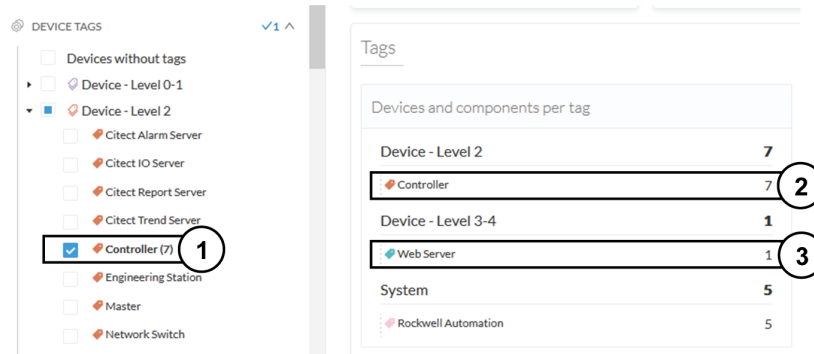 DEVICE TAGS
✓1
Devices without tags
Device - Level 0-1
Device - Level 2
Citect Alarm Server
Citect IO Server
Citect Report Server
Citect Trend Server
Controller (7)
1
Engineering Station
Master
Network Switch
Tags
Devices and components per tag
Device - Level 2 7
Controller 7
2
Device - Level 3-4 1
Web Server 1
3
System 5
Rockwell Automation 5